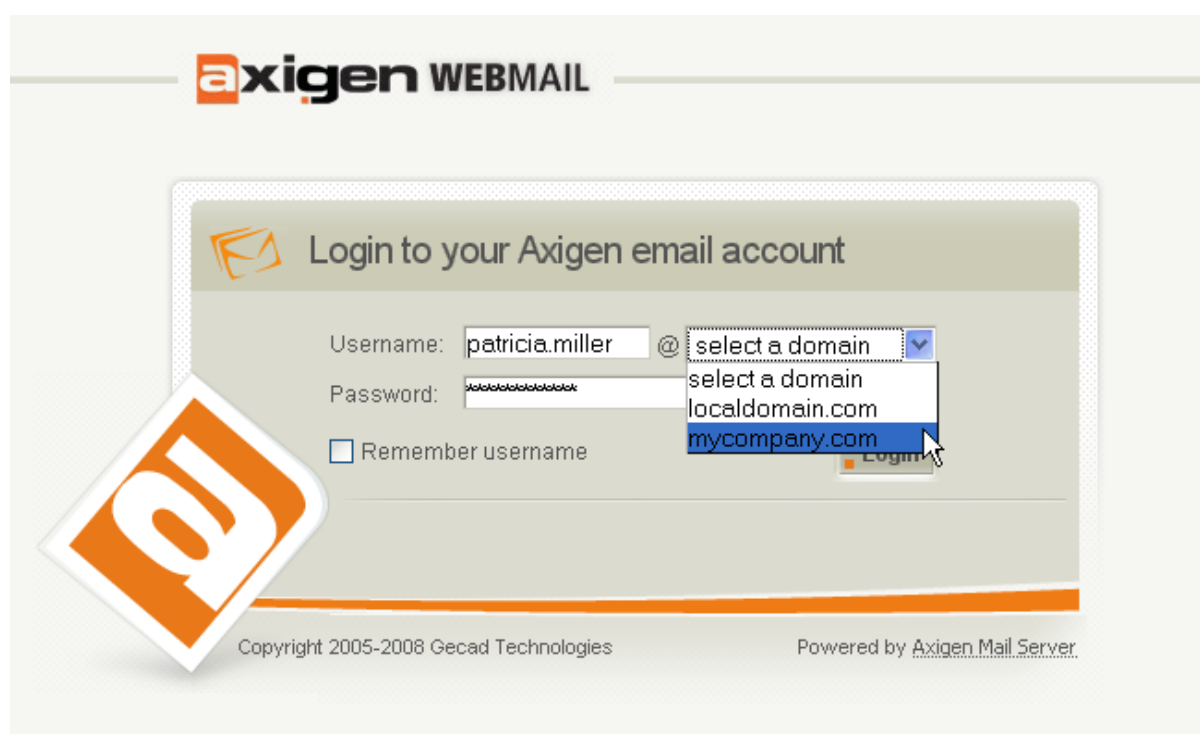 axigen WEBMAIL
Login to your Axigen email account
Username: patricia.miller @ select a domain
select a domain
Password: *************
localdomain.com
mycompany.com
Remember username
Login
Copyright 2005-2008 Gecad Technologies
Powered by Axigen Mail Server